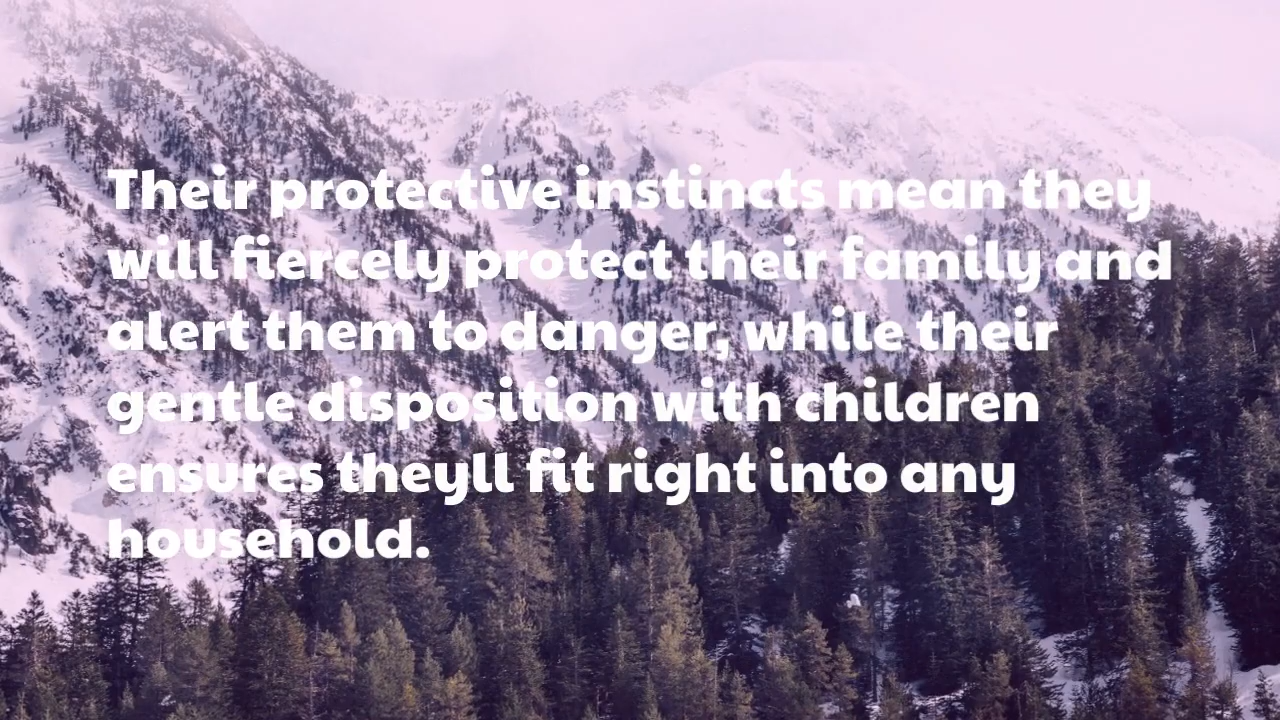 Their protective instincts mean they
will fiercely protect their family and
alert them to danger, while their
gentle disposition with children
ensures theyll fit right into any
household.